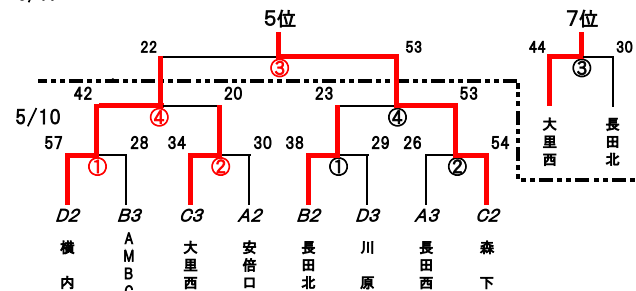 5位
7位
22
53
44
30
③
③
42
20
23
53
5/10
④
④
大里西
長田北
57
28
34
30
38
29
26
54
①
②
①
②
D2
B3
C3
A2
B2
D3
A3
C2
横内
AMB
大里西
安倍口
長田北
川原
長田西
森下